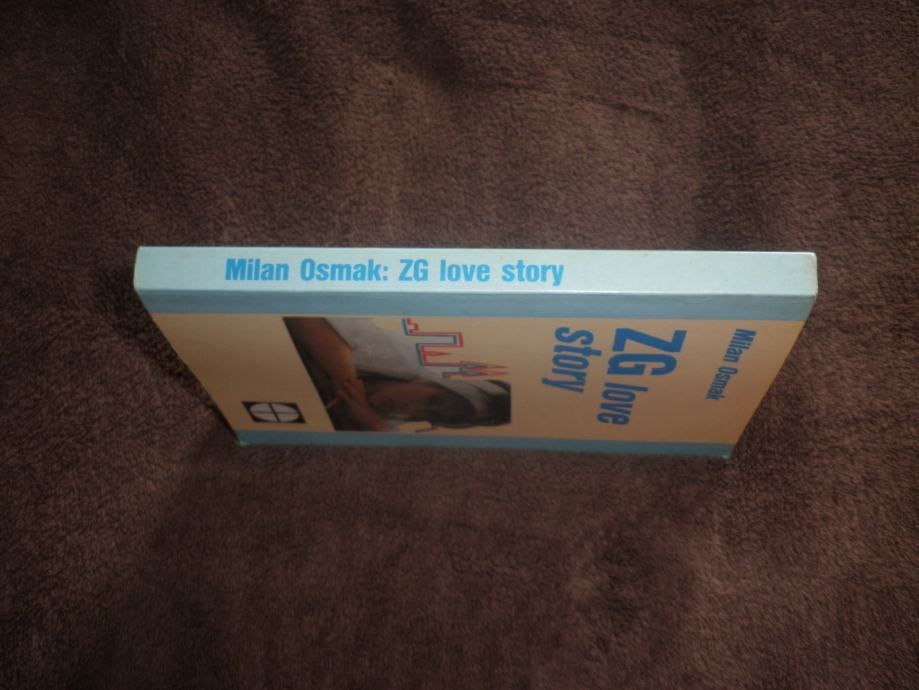 Milan Osmak: ZG love story
Milan Osmak
ZG love
story